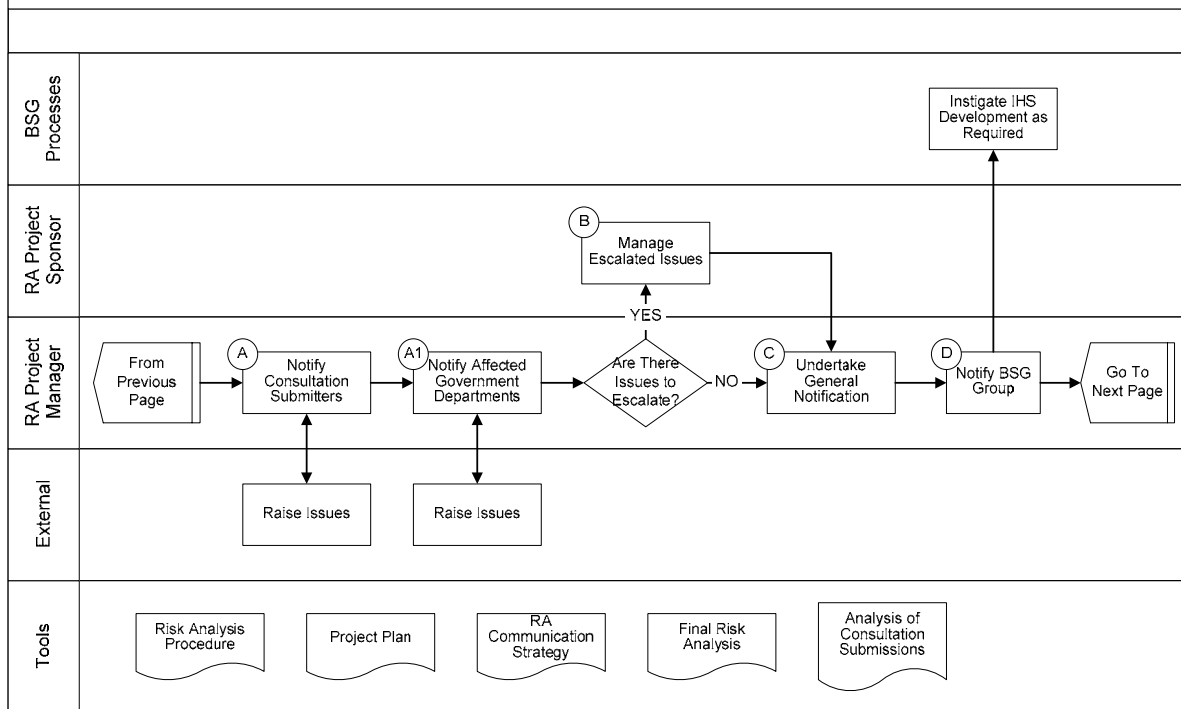 BSG
Processes
Instigate IHS
Development as
Required
RA Project
Sponsor
B
Manage
Escalated Issues
YES
RA Project
Manager
From
Previous
Page
A
Notify
Consultation
Submitters
A1
Notify Affected
Government
Departments
Are There
Issues to
Escalate?
NO
C
Undertake
General
Notification
D
Notify BSG
Group
Go To
Next Page
External
Raise Issues
Raise Issues
Tools
Risk Analysis
Procedure
Project Plan
RA
Communication
Strategy
Final Risk
Analysis
Analysis of
Consultation
Submissions